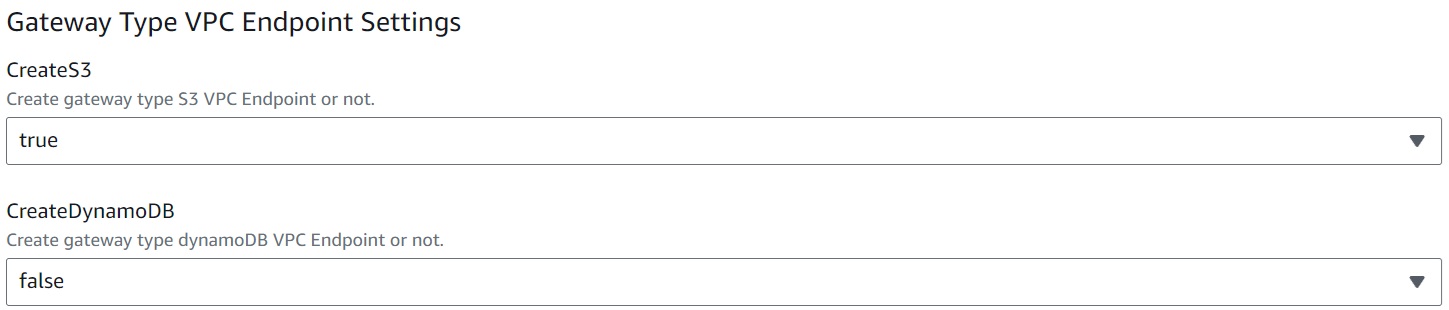 Gateway Type VPC Endpoint Settings
CreateS3
Create gateway type S3 VPC Endpoint or not.
true
CreateDynamoDB
Create gateway type dynamoDB VPC Endpoint or not.
false